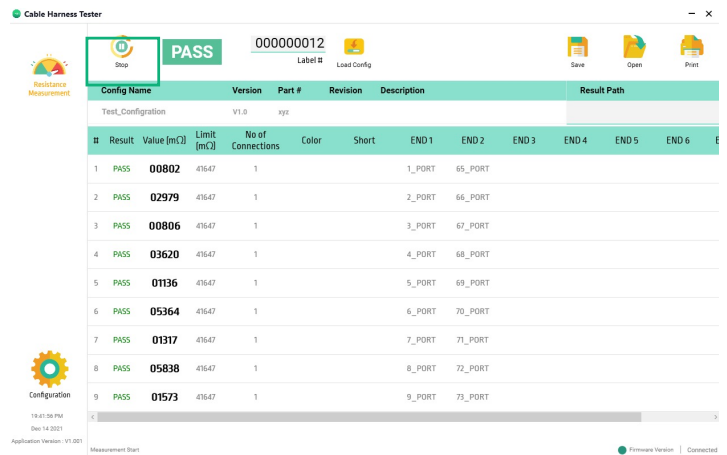 Cable Harness Tester
Stop
PASS
000000012
Label #
Load Config
Save
Open
Print
Resistance
Measurement
Config Name Version Part # Revision Description Result Path
Test_Configration V1.0 xyz
# Result Value [mΩ] Limit [mΩ] No of Connections Color Short END 1 END 2 END 3 END 4 END 5 END 6 E
1 PASS 00802 41647 1 1_PORT 65_PORT
2 PASS 02979 41647 1 2_PORT 66_PORT
3 PASS 00806 41647 1 3_PORT 67_PORT
4 PASS 03620 41647 1 4_PORT 68_PORT
5 PASS 01136 41647 1 5_PORT 69_PORT
6 PASS 05364 41647 1 6_PORT 70_PORT
7 PASS 01317 41647 1 7_PORT 71_PORT
8 PASS 05838 41647 1 8_PORT 72_PORT
9 PASS 01573 41647 1 9_PORT 73_PORT
Configuration
19:41:56 PM
Dec 14 2021
Application Version : V1.001
Measurement Start
Firmware Version | Connected